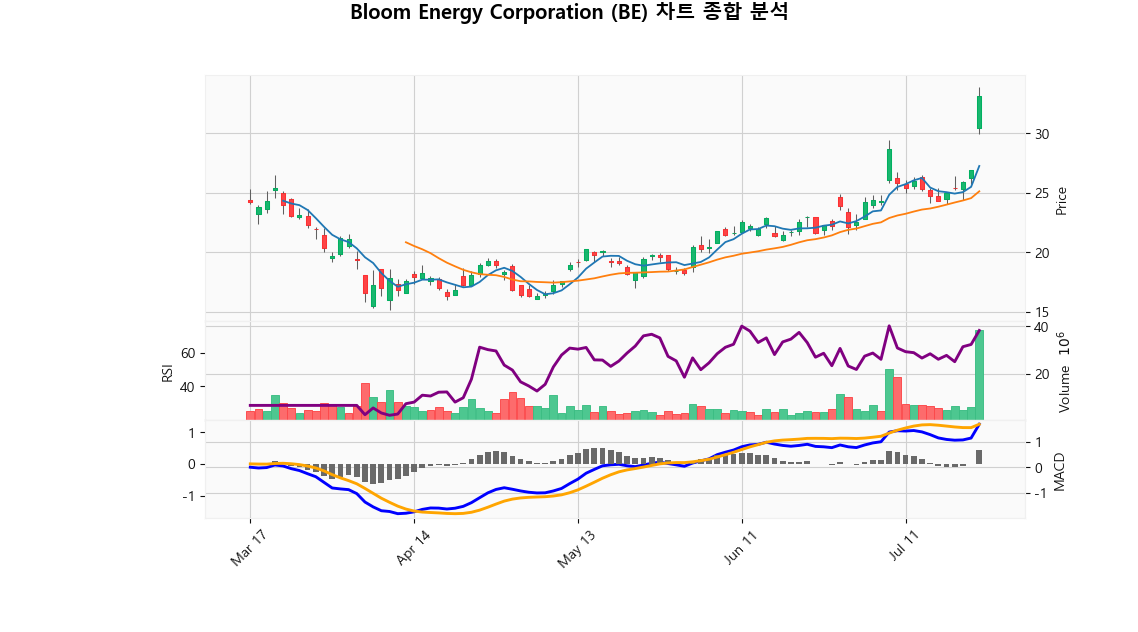 Bloom Energy Corporation (BE) 차트 종합 분석
30
25
20
15
Price
60
40
RSI
40
20
Volume 10^6
1
0
-1
1
0
-1
MACD
Mar 17
Apr 14
May 13
Jun 11
Jul 11